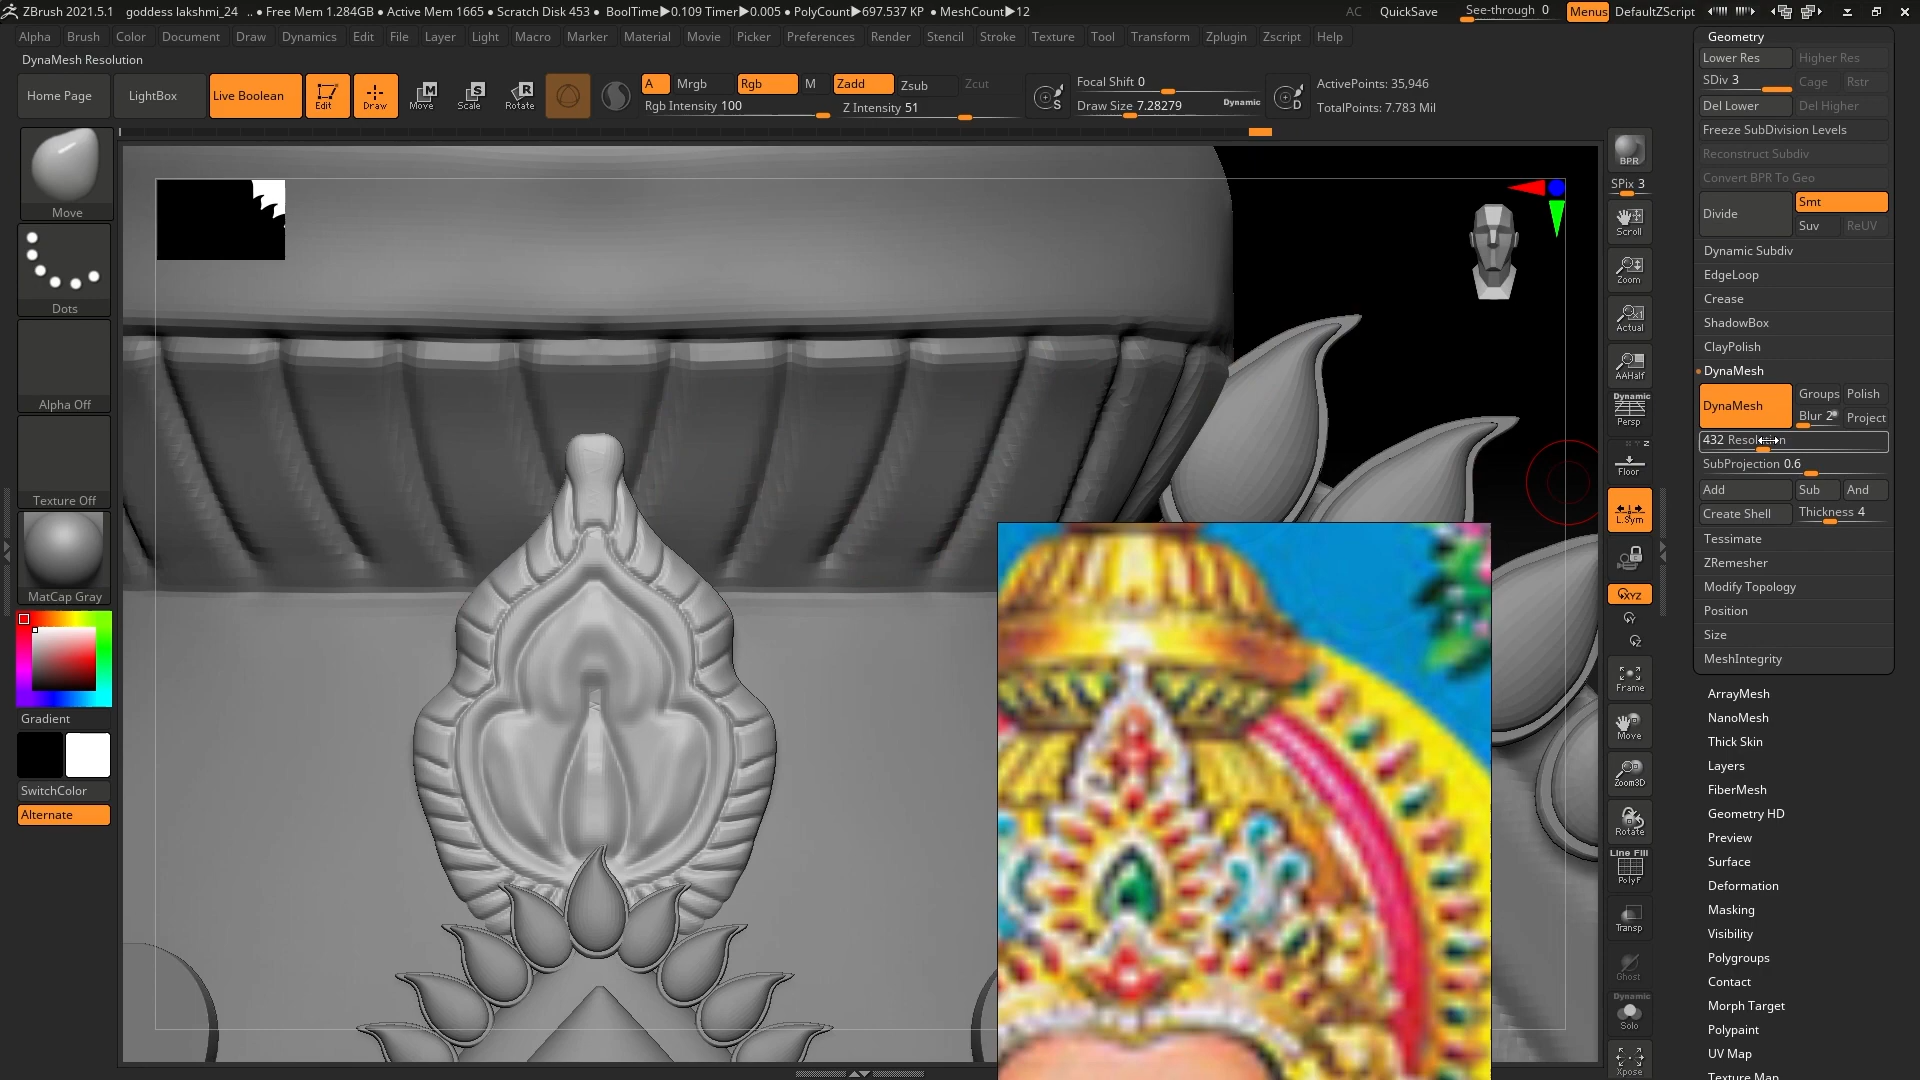 ZBrush 2021.5.1 goddess lakshmi_24 .. • Free Mem 1.284GB • Active Mem 1665 • Scratch Disk 453 • BoolTime▶0.109 Timer▶0.005 • PolyCount▶697.537 KP • MeshCount▶12 AC QuickSave See-through 0 Menus DefaultZScript
Alpha Brush Color Document Draw Dynamics Edit File Layer Light Macro Marker Material Movie Picker Preferences Render Stencil Stroke Texture Tool Transform Zplugin Zscript Help
DynaMesh Resolution
Home Page LightBox Live Boolean Edit Draw Move Scale Rotate
A Mrgb Rgb M Zadd Zsub Zcut
Rgb Intensity 100 Z Intensity 51
S Focal Shift 0
Draw Size 7.28279 Dynamic D
ActivePoints: 35,946
TotalPoints: 7.783 Mil
Move
Dots
Alpha Off
Texture Off
MatCap Gray
Gradient
SwitchColor
Alternate
BPR
SPix 3
Scroll
Zoom
Actual
AAHalf
Dynamic
Persp
Floor
L.Sym
XYZ
Y
Z
Frame
Move
Zoom3D
Rotate
Line Fill
PolyF
Transp
Ghost
Dynamic
Solo
Xpose
Geometry
Lower Res Higher Res
SDiv 3 Cage Rstr
Del Lower Del Higher
Freeze SubDivision Levels
Reconstruct Subdiv
Convert BPR To Geo
Divide Smt
Suv ReUV
Dynamic Subdiv
EdgeLoop
Crease
ShadowBox
ClayPolish
DynaMesh
DynaMesh Groups Polish
Blur 2 Project
432
SubProjection 0.6
Add Sub And
Create Shell Thickness 4
Tessimate
ZRemesher
Modify Topology
Position
Size
MeshIntegrity
ArrayMesh
NanoMesh
Thick Skin
Layers
FiberMesh
Geometry HD
Preview
Surface
Deformation
Masking
Visibility
Polygroups
Contact
Morph Target
Polypaint
UV Map
Texture Map